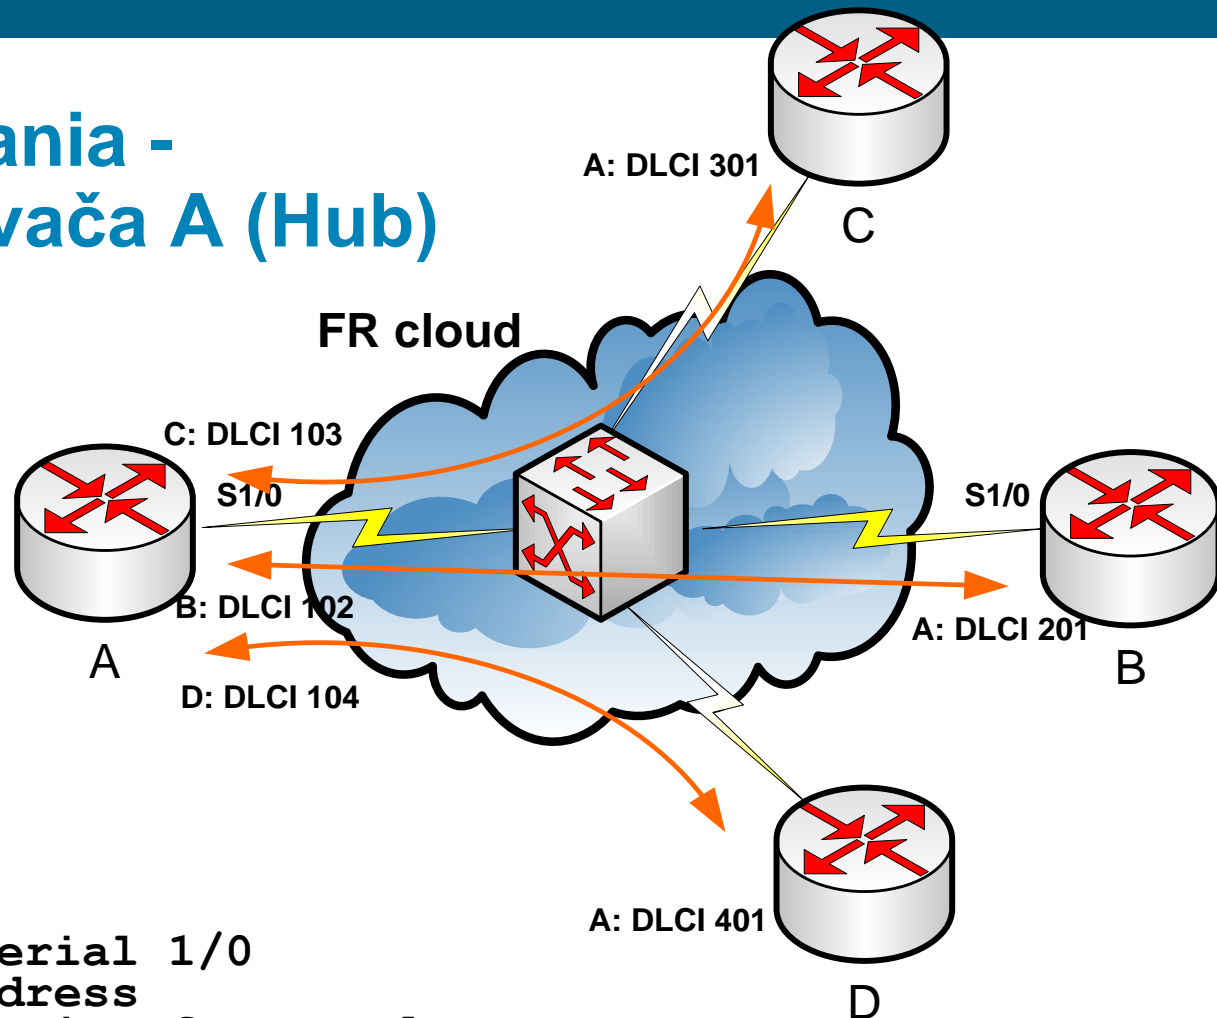 ania -
vača A (Hub)
A: DLCI 301
C
FR cloud
C: DLCI 103
S1/0
S1/0
B: DLCI 102
A: DLCI 201
A
B
D: DLCI 104
A: DLCI 401
D
erial 1/0
dress